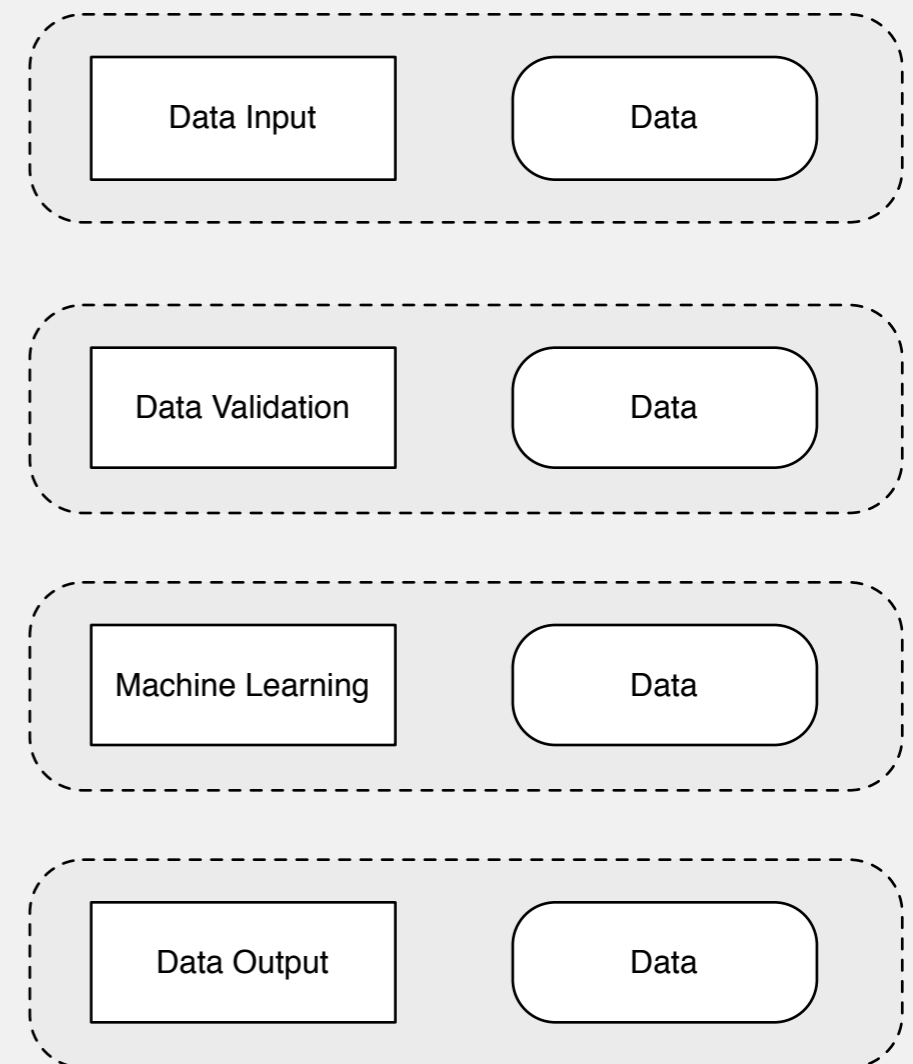 Data Input
Data
Data Validation
Data
Machine Learning
Data
Data Output
Data